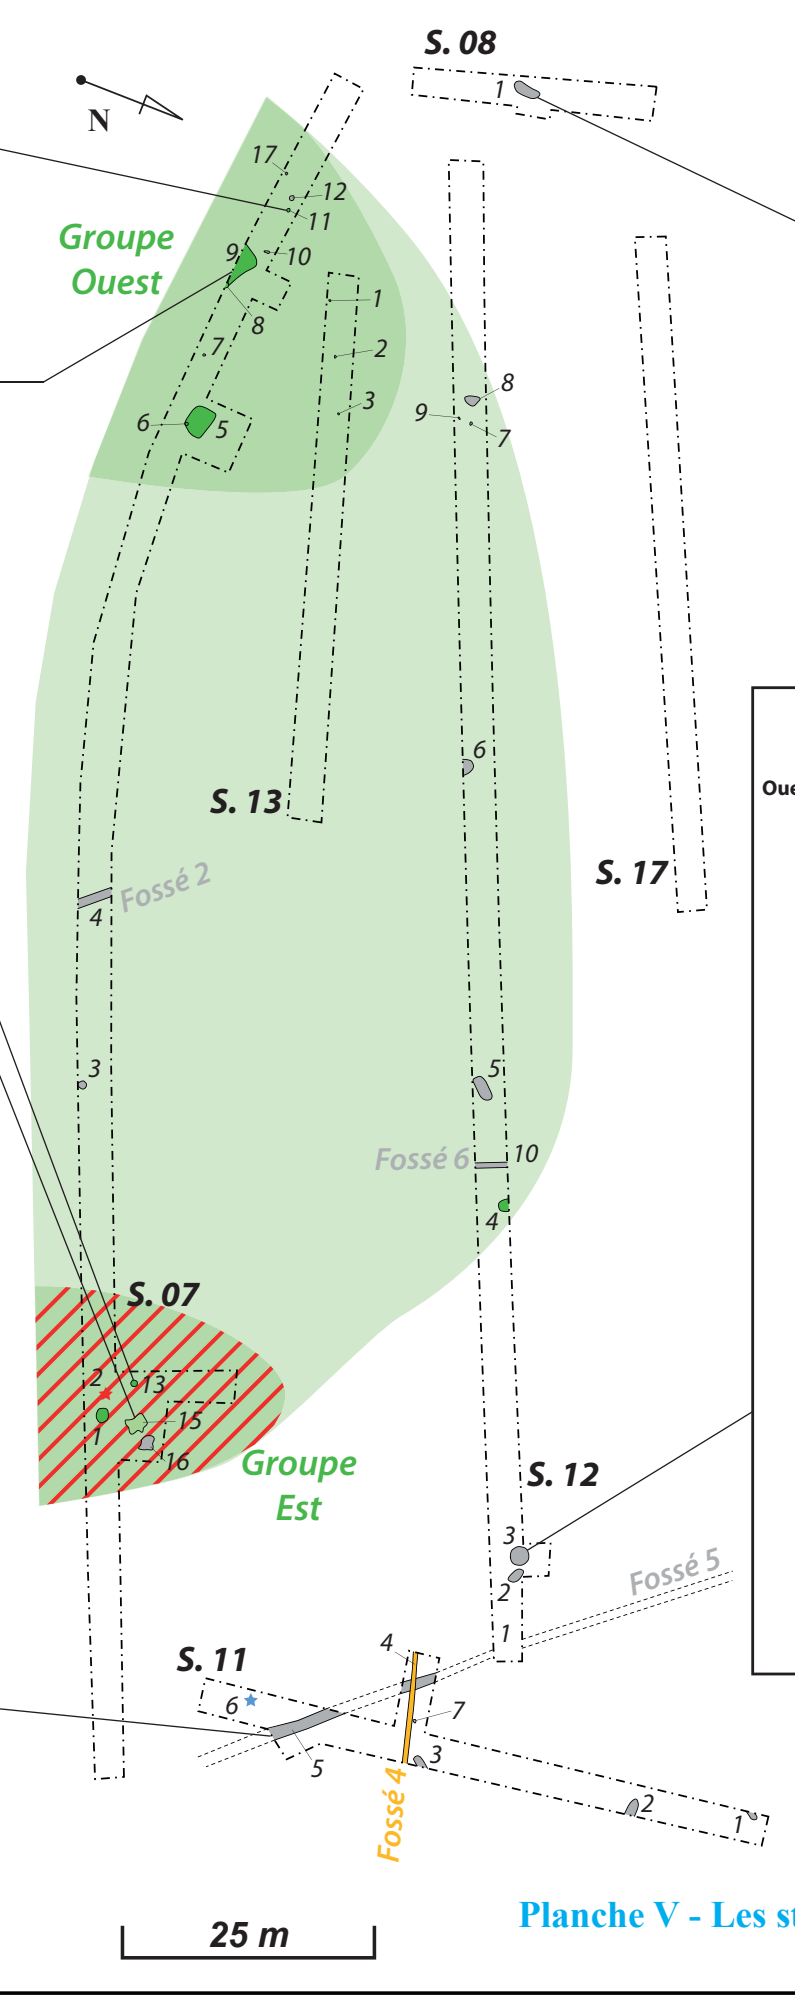 S. 08
1
N
17
12
11
Groupe
Ouest
9
10
8
1
7
2
3
6
5
8
9
7
6
S. 13
S. 17
Oue
Fossé 2
4
3
5
Fossé 6
10
4
S. 07
2
13
1
15
16
Groupe
Est
S. 12
3
2
Fossé 5
1
4
S. 11
6
7
5
3
Fossé 4
2
1
Planche V - Les st
25 m